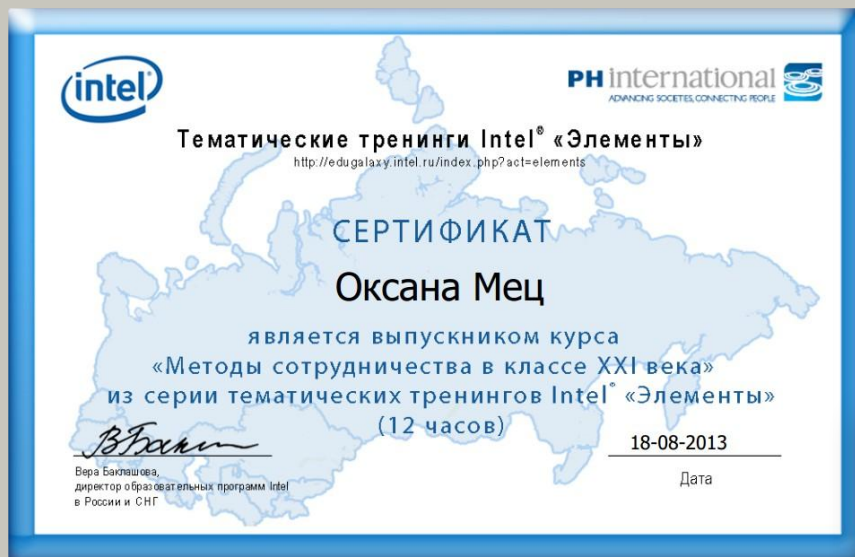 intel
PH international
ADVANCING SOCIETIES, CONNECTING PEOPLE
Тематические тренинги Intel® «Элементы»
http://edugalaxy.intel.ru/index.php?act=elements
СЕРТИФИКАТ
Оксана Мец
является выпускником курса
«Методы сотрудничества в классе XXI века»
из серии тематических тренингов Intel® «Элементы»
(12 часов)
18-08-2013
Вера Баклашова,
директор образовательных программ Intel
в России и СНГ
Дата